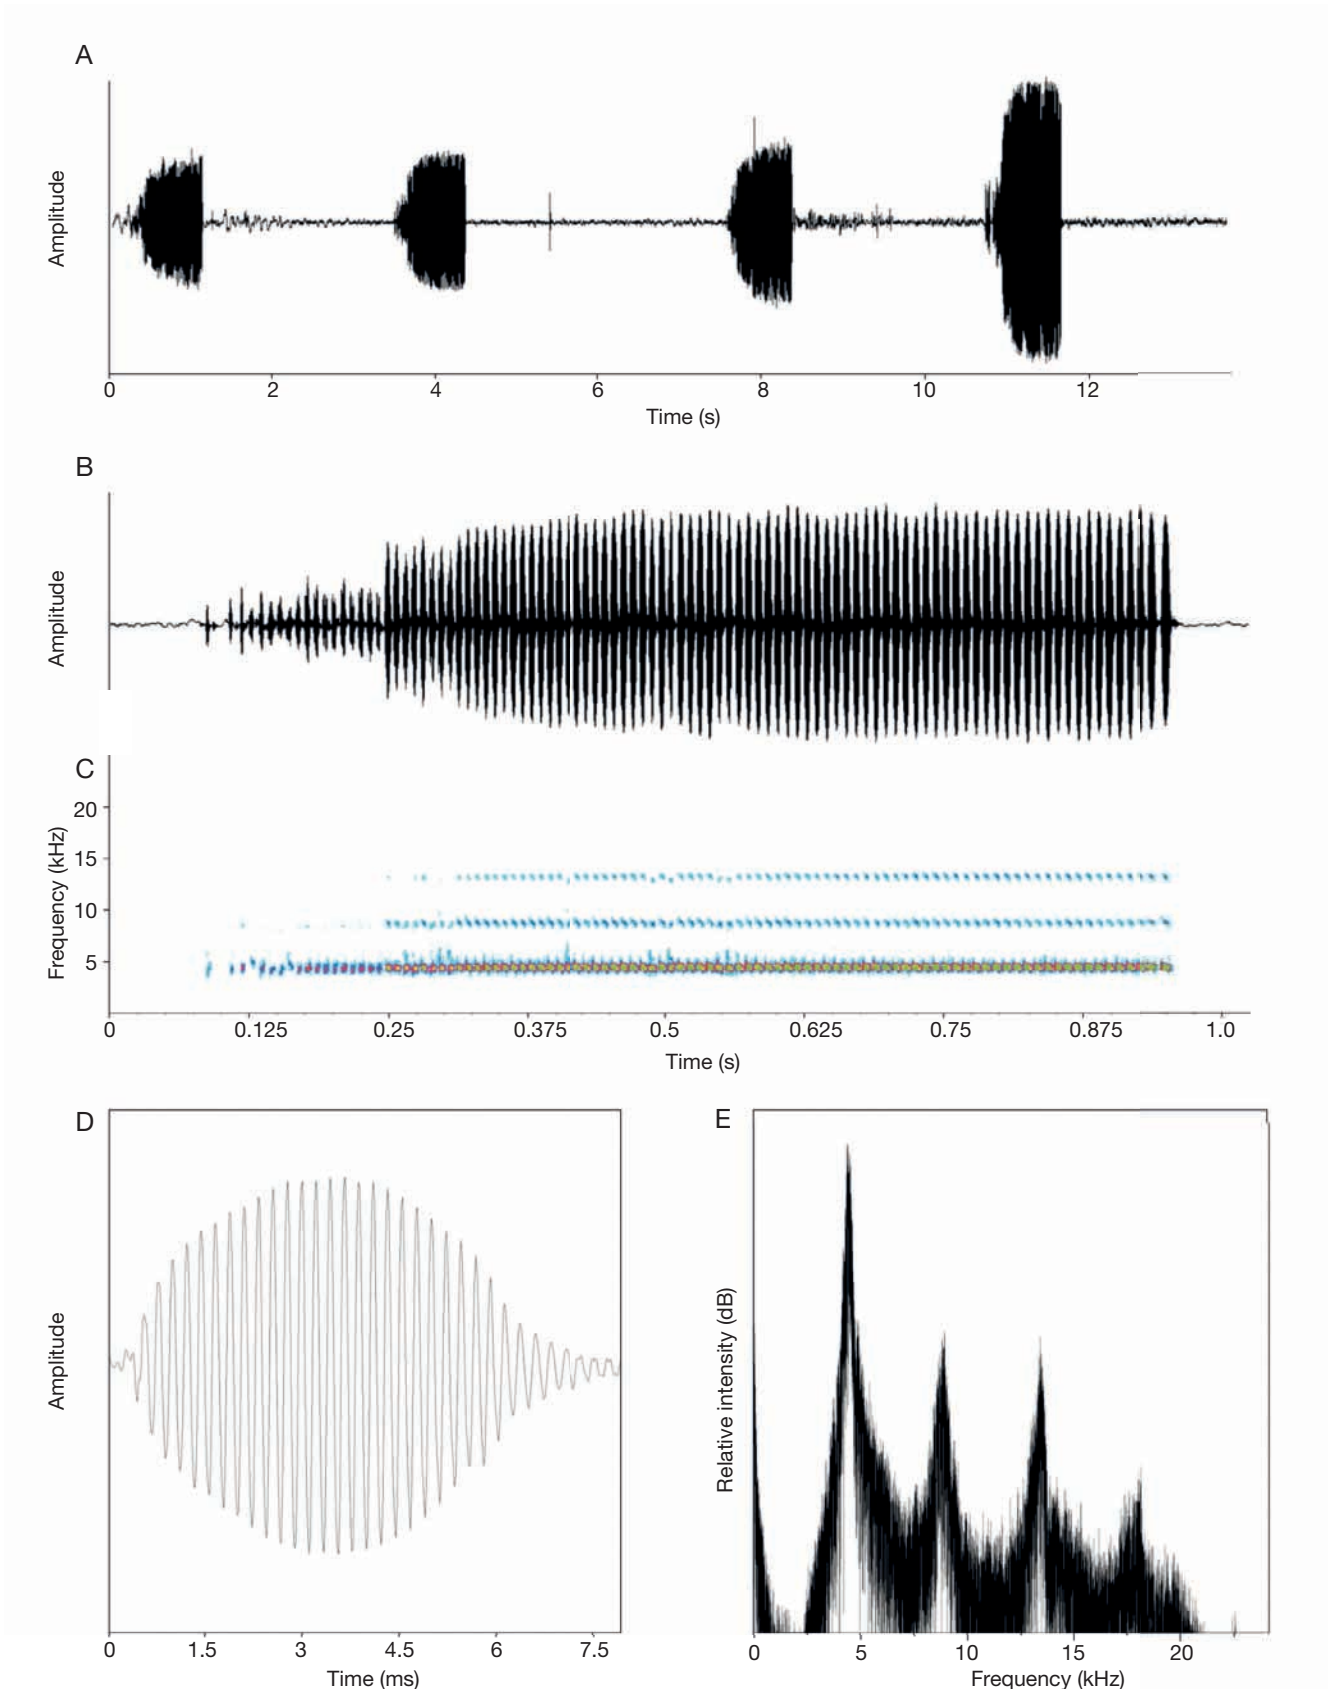 A
Amplitude
0 2 4 6 8 10 12
Time (s)
B
Amplitude
C
Frequency (kHz)
20
15
10
5
0 0.125 0.25 0.375 0.5 0.625 0.75 0.875 1.0
Time (s)
D
Amplitude
0 1.5 3 4.5 6 7.5
Time (ms)
E
Relative intensity (dB)
0 5 10 15 20
Frequency (kHz)